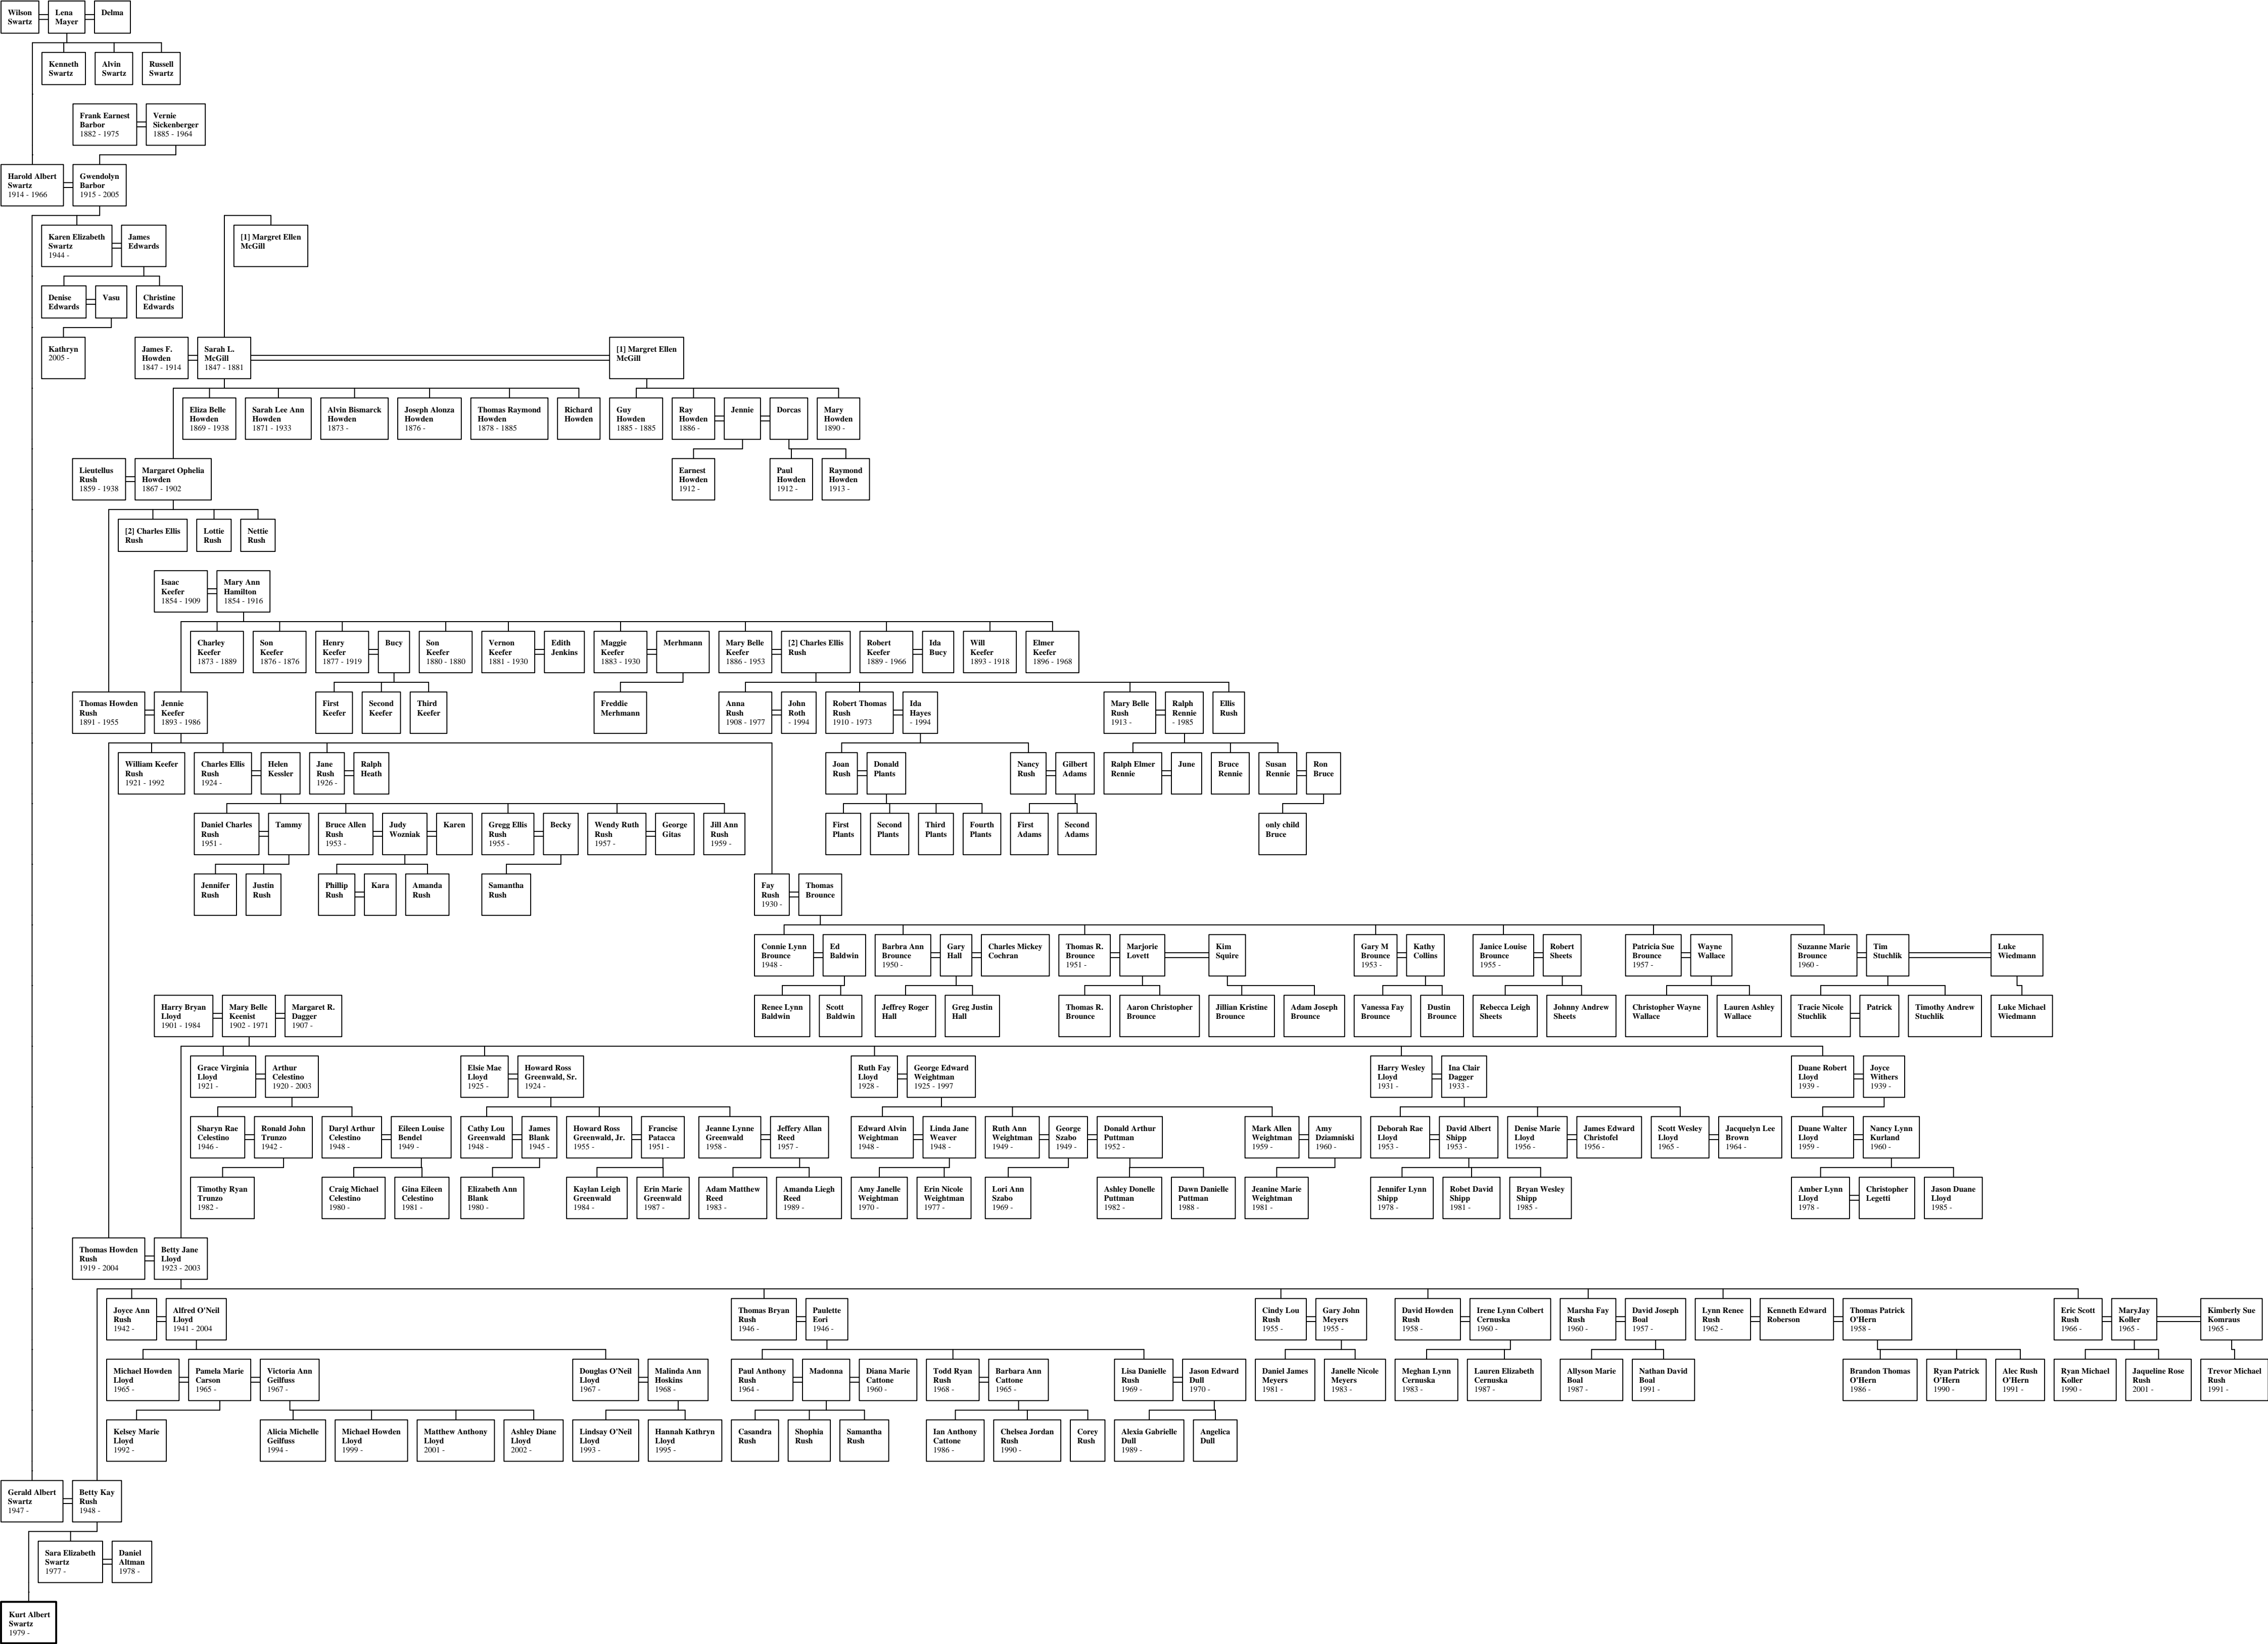 Wilson
Swartz
Lena
Mayer
Delma
Kenneth
Swartz
Alvin
Swartz
Russell
Swartz
Frank Earnest
Barbor
1882 - 1975
Vernie
Sickenberger
1885 - 1964
Harold Albert
Swartz
1914 - 1966
Gwendolyn
Barbor
1915 - 2005
Karen Elizabeth
Swartz
1944 -
James
Edwards
[1] Margret Ellen
McGill
Denise
Edwards
Vasu
Christine
Edwards
Kathryn
2005 -
James F.
Howden
1847 - 1914
Sarah L.
McGill
1847 - 1881
[1] Margret Ellen
McGill
Eliza Belle
Howden
1869 - 1938
Sarah Lee Ann
Howden
1871 - 1933
Alvin Bismarck
Howden
1873 -
Joseph Alonza
Howden
1876 -
Thomas Raymond
Howden
1878 - 1885
Richard
Howden
Guy
Howden
1885 - 1885
Ray
Howden
1886 -
Jennie
Dorcas
Mary
Howden
1890 -
Lieutellus
Rush
1859 - 1938
Margaret Ophelia
Howden
1867 - 1902
Earnest
Howden
1912 -
Paul
Howden
1912 -
Raymond
Howden
1913 -
[2] Charles Ellis
Rush
Lottie
Rush
Nettie
Rush
Isaac
Keefer
1854 - 1909
Mary Ann
Hamilton
1854 - 1916
Charley
Keefer
1873 - 1889
Son
Keefer
1876 - 1876
Henry
Keefer
1877 - 1919
Bucy
Son
Keefer
1880 - 1880
Vernon
Keefer
1881 - 1930
Edith
Jenkins
Maggie
Keefer
1883 - 1930
Merhmann
Mary Belle
Keefer
1886 - 1953
[2] Charles Ellis
Rush
Robert
Keefer
1889 - 1966
Ida
Bucy
Will
Keefer
1893 - 1918
Elmer
Keefer
1896 - 1968
Thomas Howden
Rush
1891 - 1955
Jennie
Keefer
1893 - 1986
First
Keefer
Second
Keefer
Third
Keefer
Freddie
Merhmann
Anna
Rush
1908 - 1977
John
Roth
- 1994
Robert Thomas
Rush
1910 - 1973
Ida
Hayes
- 1994
Mary Belle
Rush
1913 -
Ralph
Rennie
- 1985
Ellis
Rush
William Keefer
Rush
1921 - 1992
Charles Ellis
Rush
1924 -
Helen
Kessler
Jane
Rush
1926 -
Ralph
Heath
Joan
Rush
Donald
Plants
Nancy
Rush
Gilbert
Adams
Ralph Elmer
Rennie
June
Bruce
Rennie
Susan
Rennie
Ron
Bruce
Daniel Charles
Rush
1951 -
Tammy
Bruce Allen
Rush
1953 -
Judy
Wozniak
Karen
Gregg Ellis
Rush
1955 -
Becky
Wendy Ruth
Rush
1957 -
George
Gitas
Jill Ann
Rush
1959 -
First
Plants
Second
Plants
Third
Plants
Fourth
Plants
First
Adams
Second
Adams
only child
Bruce
Jennifer
Rush
Justin
Rush
Phillip
Rush
Kara
Amanda
Rush
Samantha
Rush
Fay
Rush
1930 -
Thomas
Brounce
Connie Lynn
Brounce
1948 -
Ed
Baldwin
Barbra Ann
Brounce
1950 -
Gary
Hall
Charles Mickey
Cochran
Thomas R.
Brounce
1951 -
Marjorie
Lovett
Kim
Squire
Gary M
Brounce
1953 -
Kathy
Collins
Janice Louise
Brounce
1955 -
Robert
Sheets
Patricia Sue
Brounce
1957 -
Wayne
Wallace
Suzanne Marie
Brounce
1960 -
Tim
Stuchlik
Luke
Wiedmann
Harry Bryan
Lloyd
1901 - 1984
Mary Belle
Keenist
1902 - 1971
Margaret R.
Dagger
1907 -
Renee Lynn
Baldwin
Scott
Baldwin
Jeffrey Roger
Hall
Greg Justin
Hall
Thomas R.
Brounce
Aaron Christopher
Brounce
Jillian Kristine
Brounce
Adam Joseph
Brounce
Vanessa Fay
Brounce
Dustin
Brounce
Rebecca Leigh
Sheets
Johnny Andrew
Sheets
Christopher Wayne
Wallace
Lauren Ashley
Wallace
Tracie Nicole
Stuchlik
Patrick
Timothy Andrew
Stuchlik
Luke Michael
Wiedmann
Grace Virginia
Lloyd
1921 -
Arthur
Celestino
1920 - 2003
Elsie Mae
Lloyd
1925 -
Howard Ross
Greenwald, Sr.
1924 -
Ruth Fay
Lloyd
1928 -
George Edward
Weightman
1925 - 1997
Harry Wesley
Lloyd
1931 -
Ina Clair
Dagger
1933 -
Duane Robert
Lloyd
1939 -
Joyce
Withers
1939 -
Sharyn Rae
Celestino
1946 -
Ronald John
Trunzo
1942 -
Daryl Arthur
Celestino
1948 -
Eileen Louise
Bendel
1949 -
Cathy Lou
Greenwald
1948 -
James
Blank
1945 -
Howard Ross
Greenwald, Jr.
1955 -
Francise
Patacca
1951 -
Jeanne Lynne
Greenwald
1958 -
Jeffery Allan
Reed
1957 -
Edward Alvin
Weightman
1948 -
Linda Jane
Weaver
1948 -
Ruth Ann
Weightman
1949 -
George
Szabo
1949 -
Donald Arthur
Puttman
1952 -
Mark Allen
Weightman
1959 -
Amy
Dziamniski
1960 -
Deborah Rae
Lloyd
1953 -
David Albert
Shipp
1953 -
Denise Marie
Lloyd
1956 -
James Edward
Christofel
1956 -
Scott Wesley
Lloyd
1965 -
Jacquelyn Lee
Brown
1964 -
Duane Walter
Lloyd
1959 -
Nancy Lynn
Kurland
1960 -
Timothy Ryan
Trunzo
1982 -
Craig Michael
Celestino
1980 -
Gina Eileen
Celestino
1981 -
Elizabeth Ann
Blank
1980 -
Kaylan Leigh
Greenwald
1984 -
Erin Marie
Greenwald
1987 -
Adam Matthew
Reed
1983 -
Amanda Liegh
Reed
1989 -
Amy Janelle
Weightman
1970 -
Erin Nicole
Weightman
1977 -
Lori Ann
Szabo
1969 -
Ashley Donelle
Puttman
1982 -
Dawn Danielle
Puttman
1988 -
Jeanine Marie
Weightman
1981 -
Jennifer Lynn
Shipp
1978 -
Robet David
Shipp
1981 -
Bryan Wesley
Shipp
1985 -
Amber Lynn
Lloyd
1978 -
Christopher
Legetti
Jason Duane
Lloyd
1985 -
Thomas Howden
Rush
1919 - 2004
Betty Jane
Lloyd
1923 - 2003
Joyce Ann
Rush
1942 -
Alfred O'Neil
Lloyd
1941 - 2004
Thomas Bryan
Rush
1946 -
Paulette
Eori
1946 -
Cindy Lou
Rush
1955 -
Gary John
Meyers
1955 -
David Howden
Rush
1958 -
Irene Lynn Colbert
Cernuska
1960 -
Marsha Fay
Rush
1960 -
David Joseph
Boal
1957 -
Lynn Renee
Rush
1962 -
Kenneth Edward
Roberson
Thomas Patrick
O'Hern
1958 -
Eric Scott
Rush
1966 -
MaryJay
Koller
1965 -
Kimberly Sue
Komraus
1965 -
Michael Howden
Lloyd
1965 -
Pamela Marie
Carson
1965 -
Victoria Ann
Geilfuss
1967 -
Douglas O'Neil
Lloyd
1967 -
Malinda Ann
Hoskins
1968 -
Paul Anthony
Rush
1964 -
Madonna
Diana Marie
Cattone
1960 -
Todd Ryan
Rush
1968 -
Barbara Ann
Cattone
1965 -
Lisa Danielle
Rush
1969 -
Jason Edward
Dull
1970 -
Daniel James
Meyers
1981 -
Janelle Nicole
Meyers
1983 -
Meghan Lynn
Cernuska
1983 -
Lauren Elizabeth
Cernuska
1987 -
Allyson Marie
Boal
1987 -
Nathan David
Boal
1991 -
Brandon Thomas
O'Hern
1986 -
Ryan Patrick
O'Hern
1990 -
Alec Rush
O'Hern
1991 -
Ryan Michael
Koller
1990 -
Jaqueline Rose
Rush
2001 -
Trevor Michael
Rush
1991 -
Kelsey Marie
Lloyd
1992 -
Alicia Michelle
Geilfuss
1994 -
Michael Howden
Lloyd
1999 -
Matthew Anthony
Lloyd
2001 -
Ashley Diane
Lloyd
2002 -
Lindsay O'Neil
Lloyd
1993 -
Hannah Kathryn
Lloyd
1995 -
Casandra
Rush
Shophia
Rush
Samantha
Rush
Ian Anthony
Cattone
1986 -
Chelsea Jordan
Rush
1990 -
Corey
Rush
Alexia Gabrielle
Dull
1989 -
Angelica
Dull
Gerald Albert
Swartz
1947 -
Betty Kay
Rush
1948 -
Sara Elizabeth
Swartz
1977 -
Daniel
Altman
1978 -
Kurt Albert
Swartz
1979 -